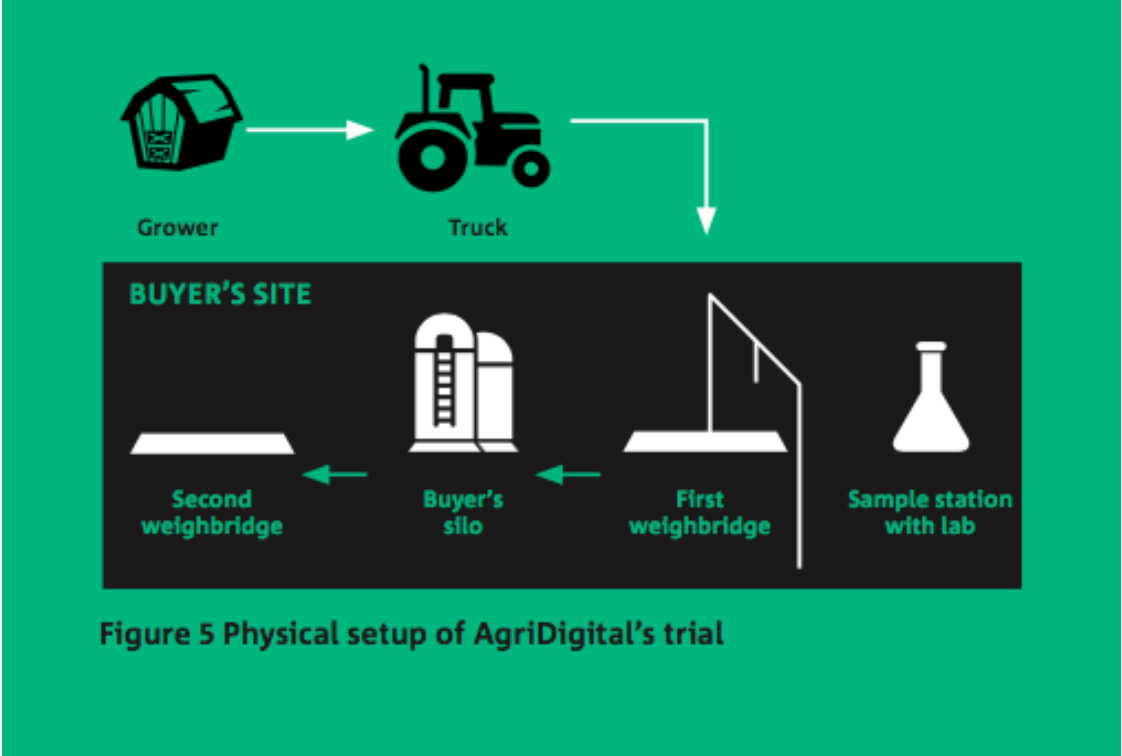 Grower
Truck
BUYER'S SITE
Second
weighbridge
Buyer's
silo
First
weighbridge
Sample station
with lab
Figure 5 Physical setup of AgriDigital's trial